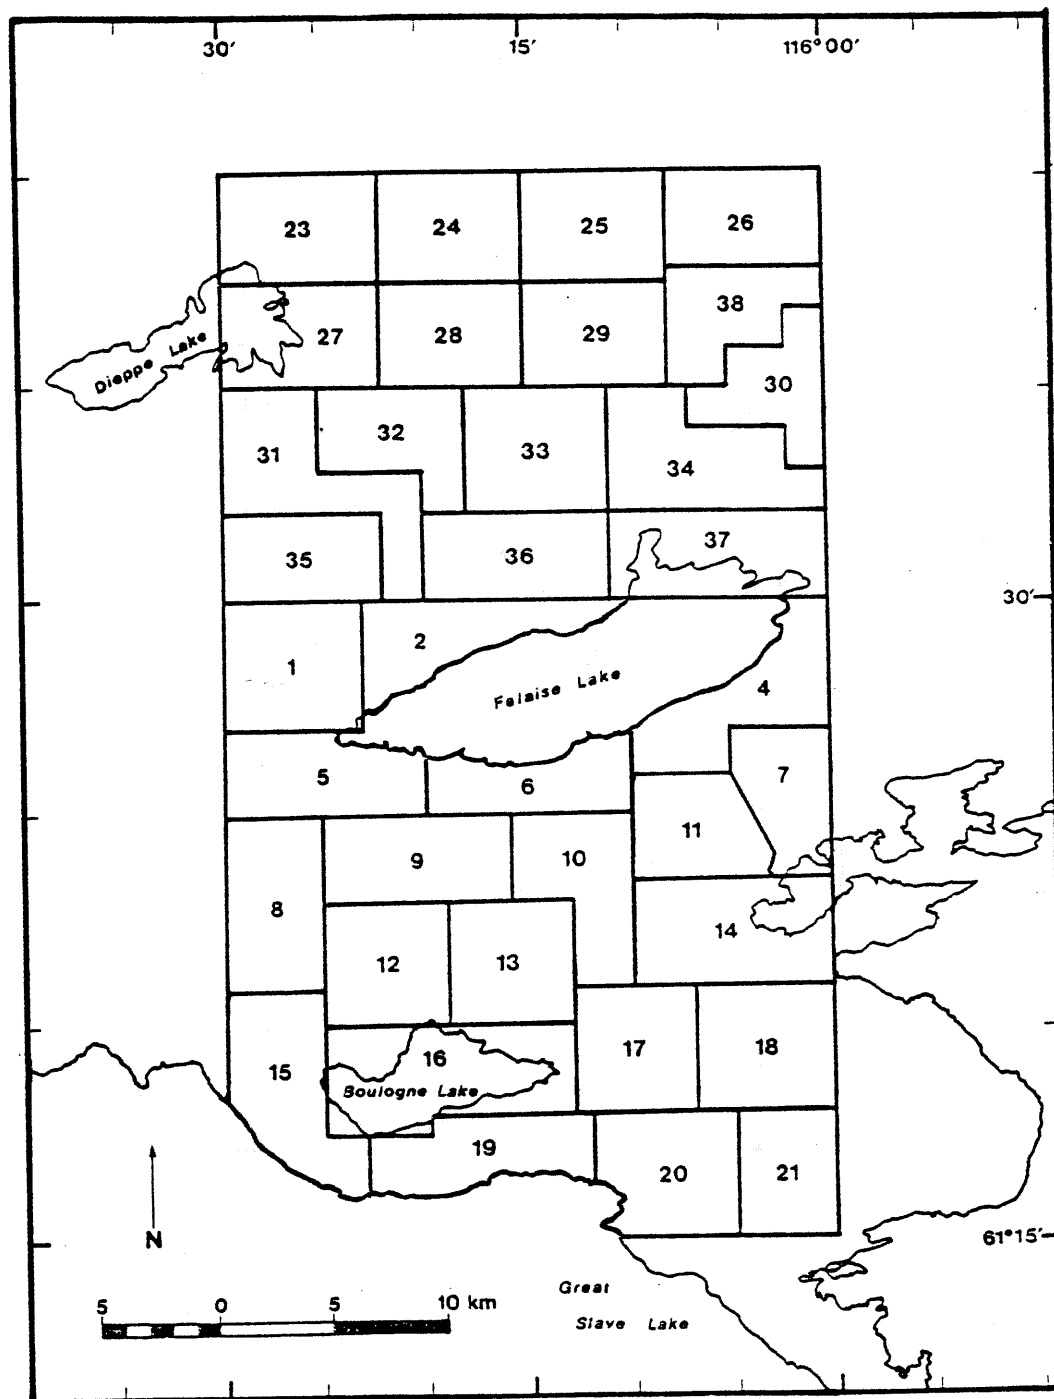 30' 15' 116°00'
23 24 25 26
38
27 28 29
Dieppe Lake
30
32
31 33
34
37
35 36
30'
2
1
Falaise Lake
4
5 6 7
11
9 10
8
14
12 13
16 17 18
15
Boulogne Lake
19
20 21
N
61°15'
5 0 5 10 km
Great
Slave Lake